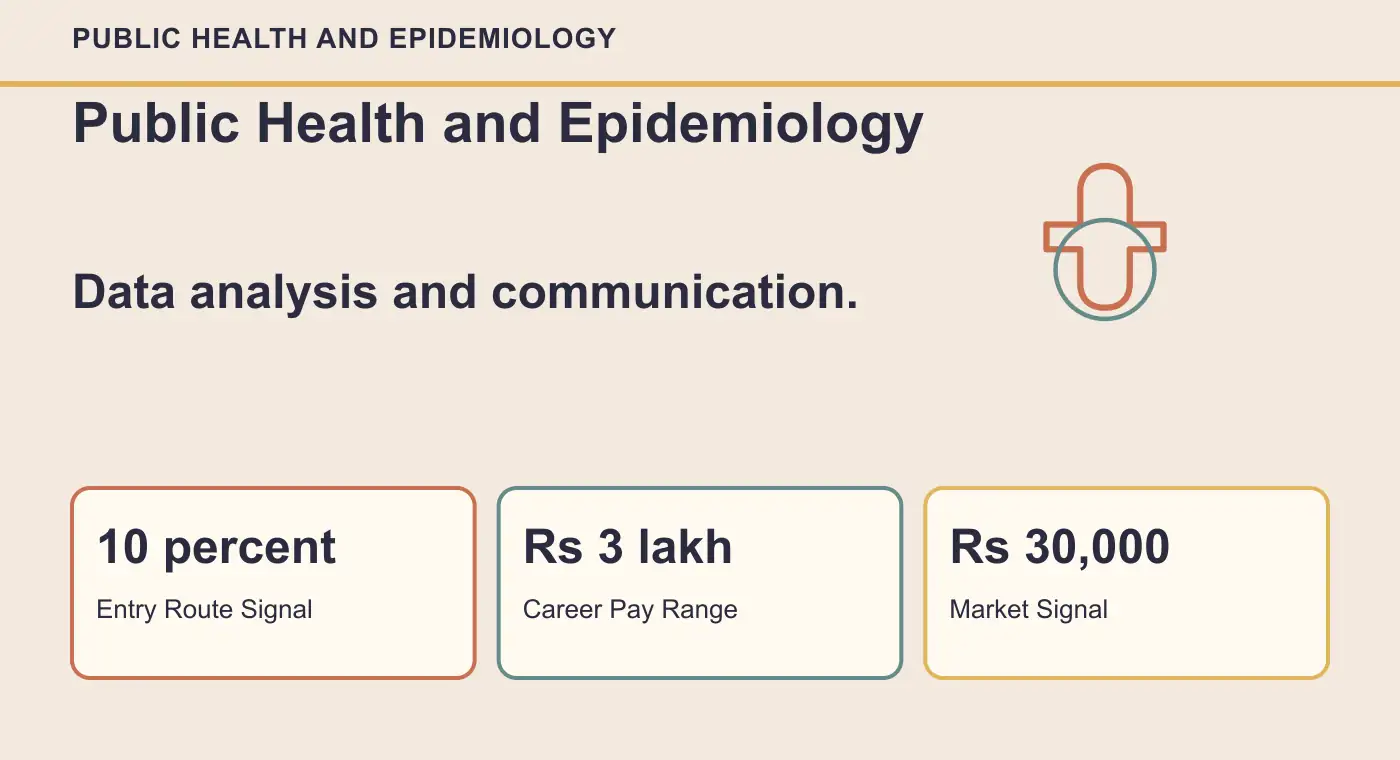 PUBLIC HEALTH AND EPIDEMIOLOGY
Public Health and Epidemiology
Data analysis and communication.
10 percent
Entry Route Signal
Rs 3 lakh
Career Pay Range
Rs 30,000
Market Signal